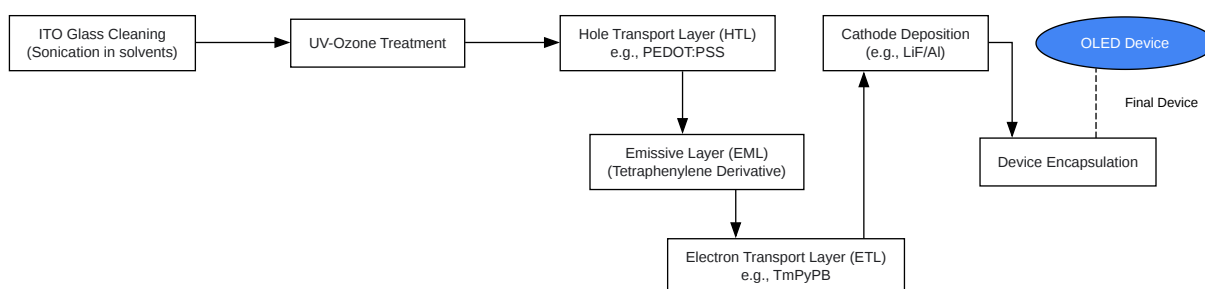 ITO Glass Cleaning
(Sonication in solvents)
UV-Ozone Treatment
Hole Transport Layer (HTL)
e.g., PEDOT:PSS
Cathode Deposition
(e.g., LiF/Al)
OLED Device
Final Device
Emissive Layer (EML)
(Tetraphenylene Derivative)
Device Encapsulation
Electron Transport Layer (ETL)
e.g., TmPyPB